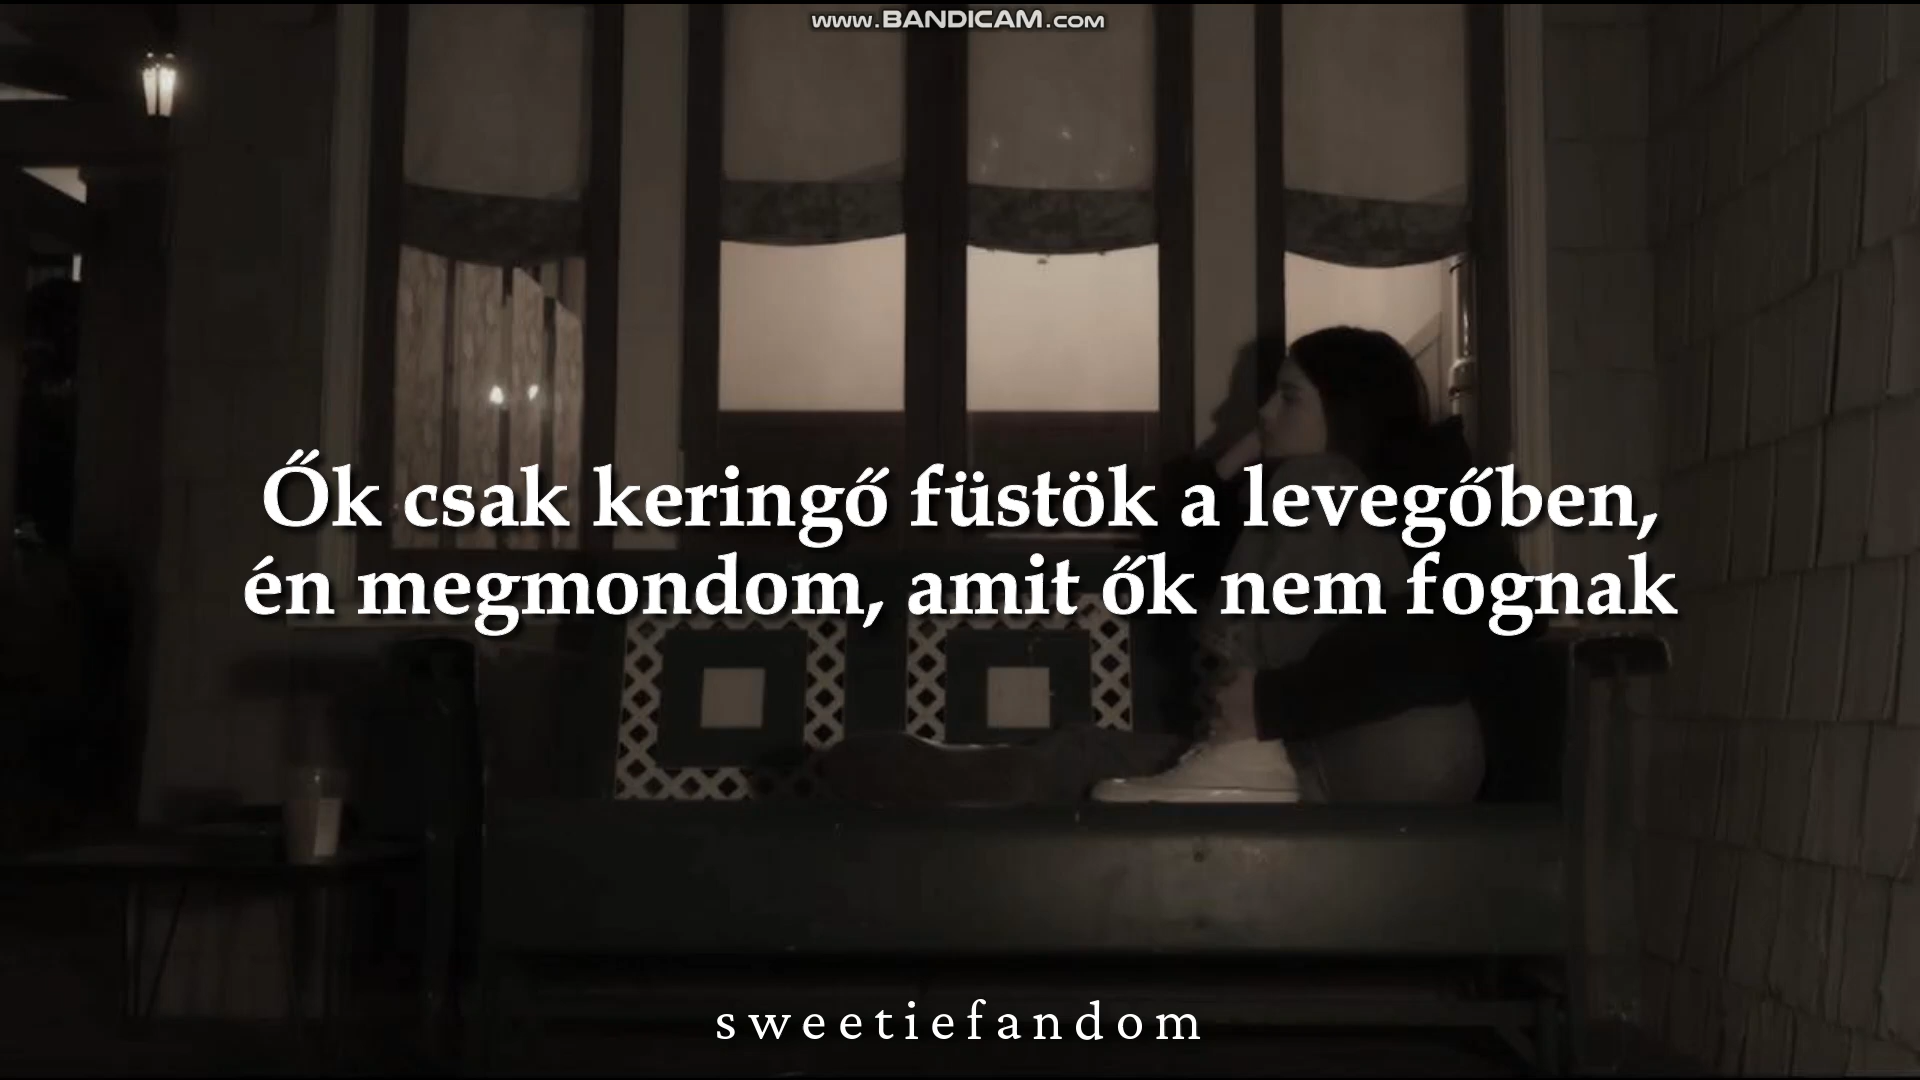 www.BANDICAM.com
Ők csak keringő füstök a levegőben,
én megmondom, amit ők nem fognak
sweetiefandom